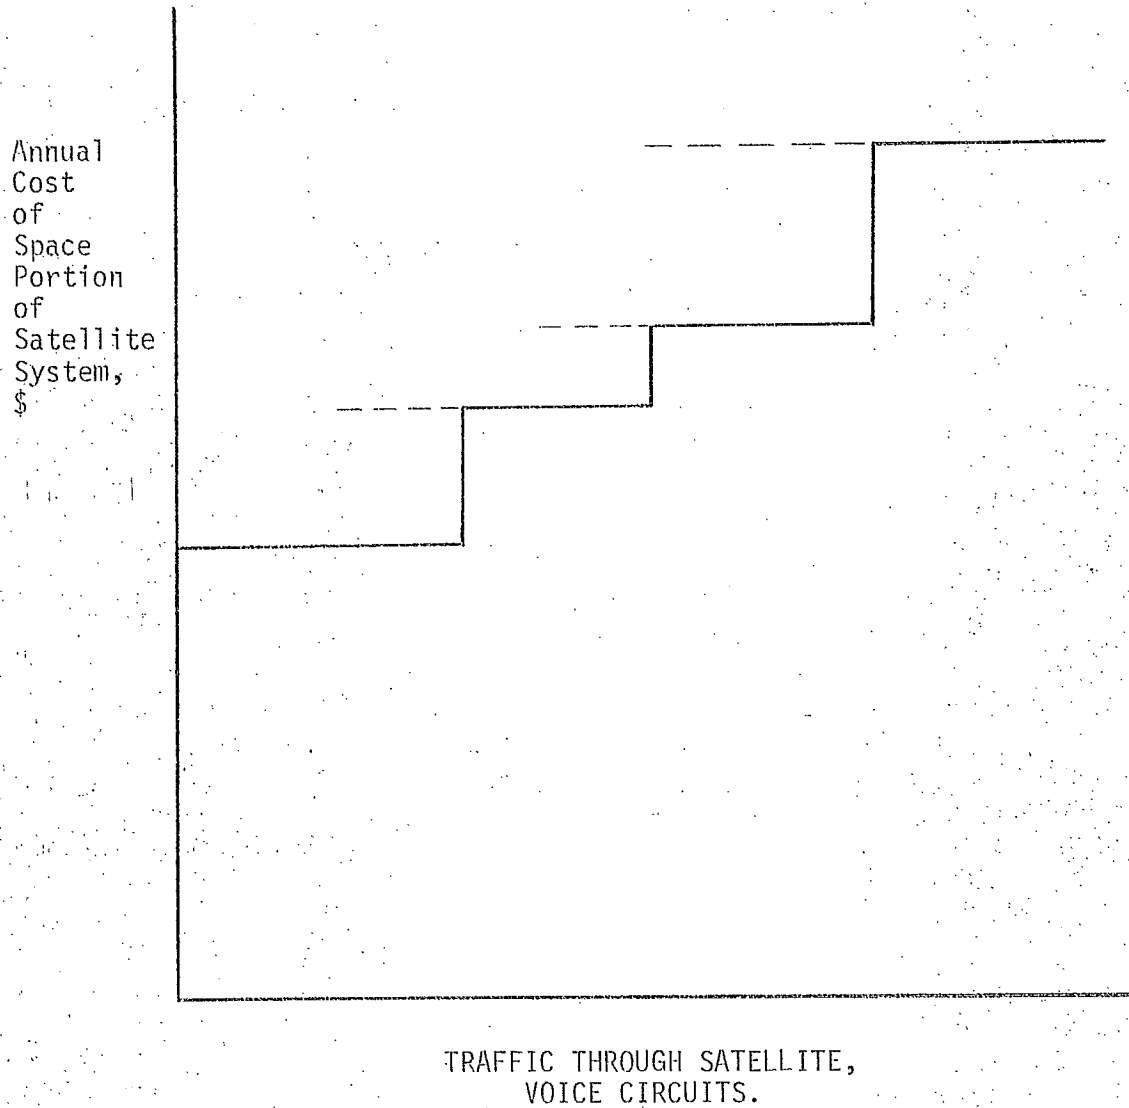 Annual
Cost
of
Space
Portion
of
Satellite
System,
$
TRAFFIC THROUGH SATELLITE,
VOICE CIRCUITS.